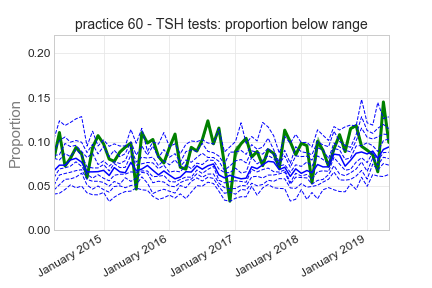 practice 60 - TSH tests: proportion below range
Proportion
0.20
0.15
0.10
0.05
0.00
January 2015
January 2016
January 2017
January 2018
January 2019